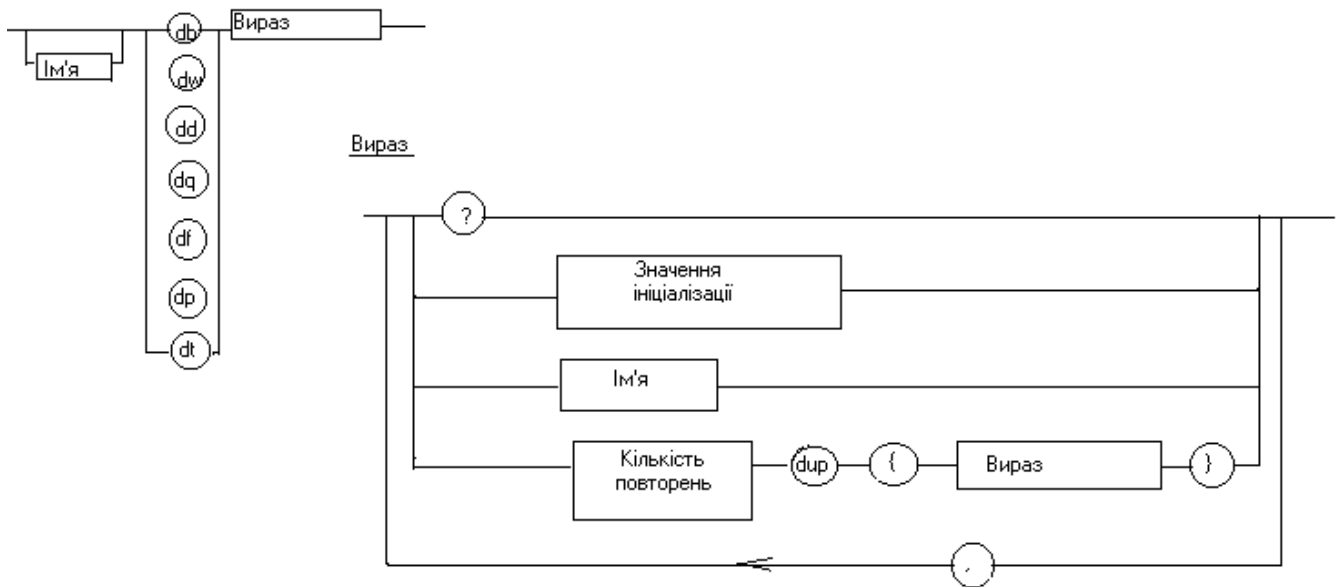 db
Вираз
Ім'я
dw
dd
dq
df
dp
dt
Вираз
?
Значення
ініціалізації
Ім'я
Кількість
повторень
dup
{
Вираз
}
,